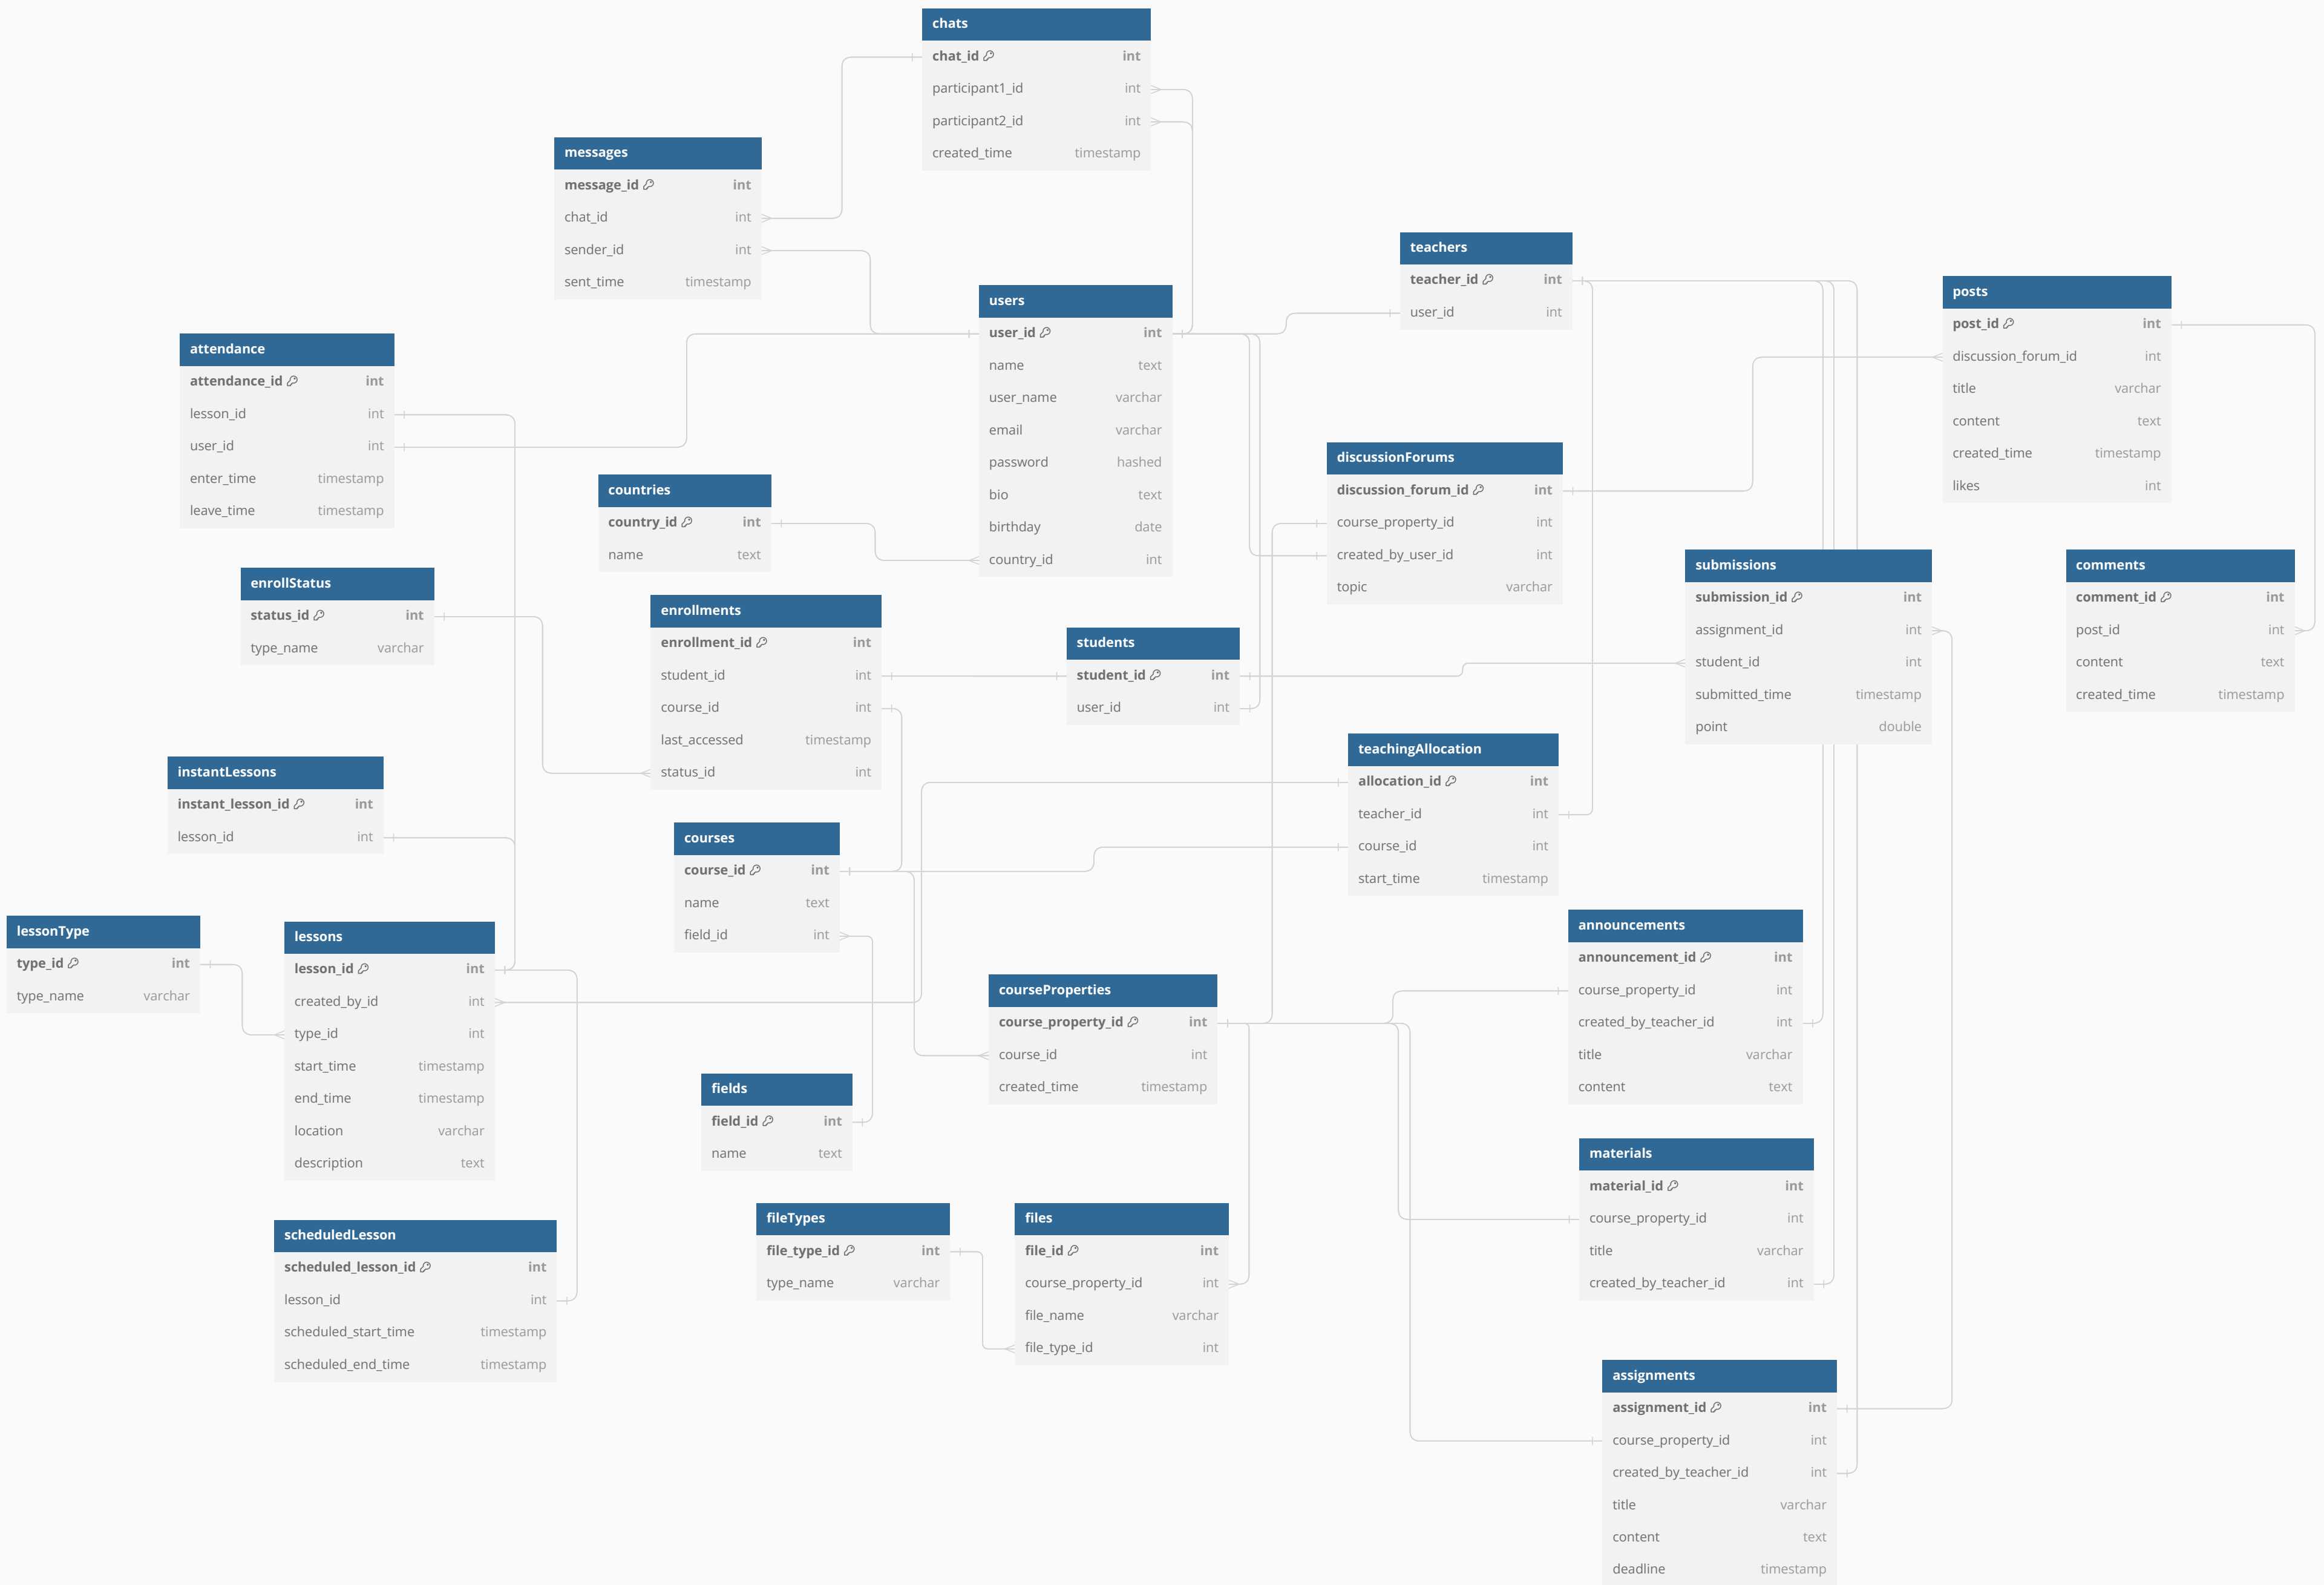 chats
chat_id int
participant1_id int
participant2_id int
created_time timestamp
messages
message_id int
chat_id int
sender_id int
sent_time timestamp
teachers
teacher_id int
user_id int
posts
post_id int
discussion_forum_id int
title varchar
content text
created_time timestamp
likes int
users
user_id int
name text
user_name varchar
email varchar
password hashed
bio text
birthday date
country_id int
attendance
attendance_id int
lesson_id int
user_id int
enter_time timestamp
leave_time timestamp
discussionForums
discussion_forum_id int
course_property_id int
created_by_user_id int
topic varchar
countries
country_id int
name text
submissions
submission_id int
assignment_id int
student_id int
submitted_time timestamp
point double
comments
comment_id int
post_id int
content text
created_time timestamp
enrollStatus
status_id int
type_name varchar
enrollments
enrollment_id int
student_id int
course_id int
last_accessed timestamp
status_id int
students
student_id int
user_id int
teachingAllocation
allocation_id int
teacher_id int
course_id int
start_time timestamp
instantLessons
instant_lesson_id int
lesson_id int
courses
course_id int
name text
field_id int
announcements
announcement_id int
course_property_id int
created_by_teacher_id int
title varchar
content text
lessonType
type_id int
type_name varchar
lessons
lesson_id int
created_by_id int
type_id int
start_time timestamp
end_time timestamp
location varchar
description text
courseProperties
course_property_id int
course_id int
created_time timestamp
fields
field_id int
name text
materials
material_id int
course_property_id int
title varchar
created_by_teacher_id int
fileTypes
file_type_id int
type_name varchar
files
file_id int
course_property_id int
file_name varchar
file_type_id int
scheduledLesson
scheduled_lesson_id int
lesson_id int
scheduled_start_time timestamp
scheduled_end_time timestamp
assignments
assignment_id int
course_property_id int
created_by_teacher_id int
title varchar
content text
deadline timestamp